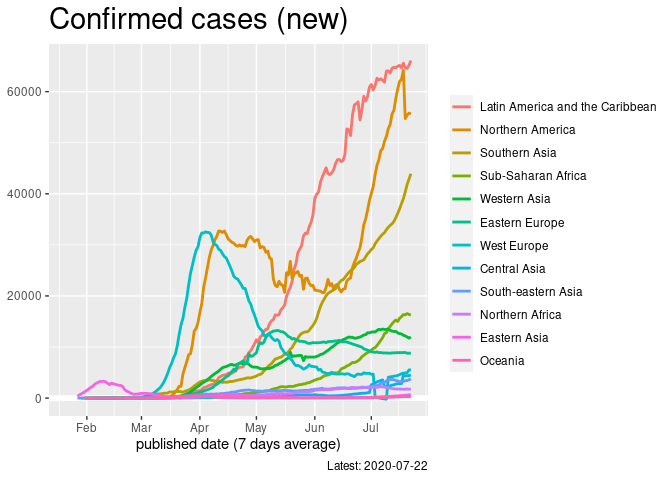 Confirmed cases (new)
60000
40000
20000
0
Feb
Mar
Apr
May
Jun
Jul
published date (7 days average)
Latest: 2020-07-22
Latin America and the Caribbean
Northern America
Southern Asia
Sub-Saharan Africa
Western Asia
Eastern Europe
West Europe
Central Asia
South-eastern Asia
Northern Africa
Eastern Asia
Oceania